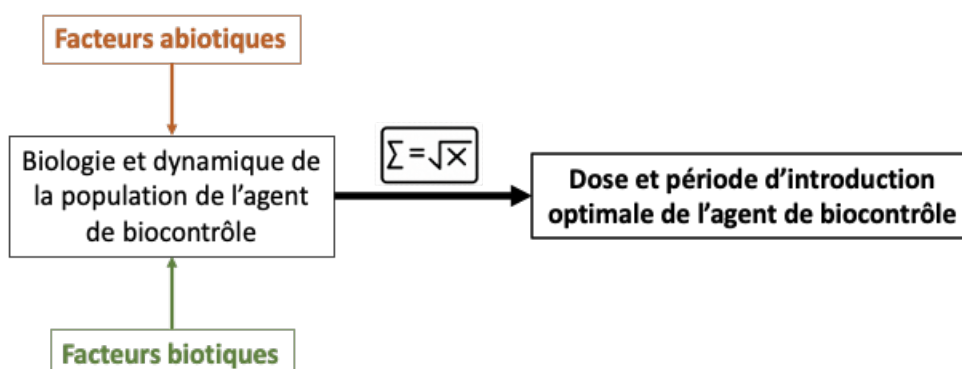 Facteurs abiotiques
Biologie et dynamique de
la population de l'agent
de biocontrôle
∑=√x
Dose et période d'introduction
optimale de l'agent de biocontrôle
Facteurs biotiques